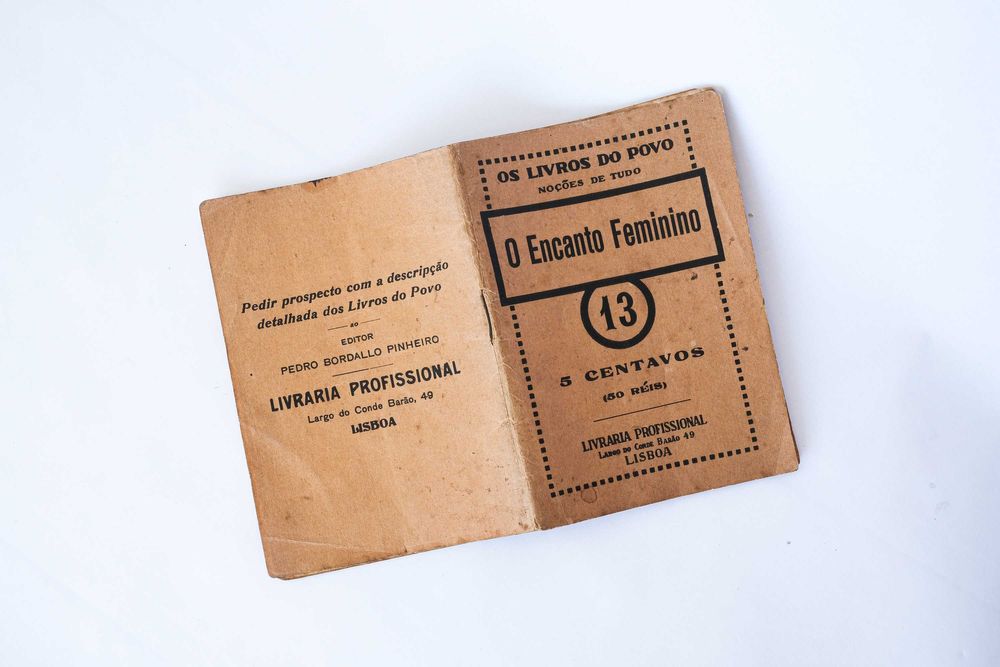 Pedir prospecto com a descripção
detalhada dos Livros do Povo
ao
EDITOR
PEDRO BORDALLO PINHEIRO
LIVRARIA PROFISSIONAL
Largo do Conde Barão, 49
LISBOA
OS LIVROS DO POVO
NOÇÕES DE TUDO
O Encanto Feminino
13
5 CENTAVOS
(50 RÉIS)
LIVRARIA PROFISSIONAL
LARGO DO CONDE BARÃO 49
LISBOA